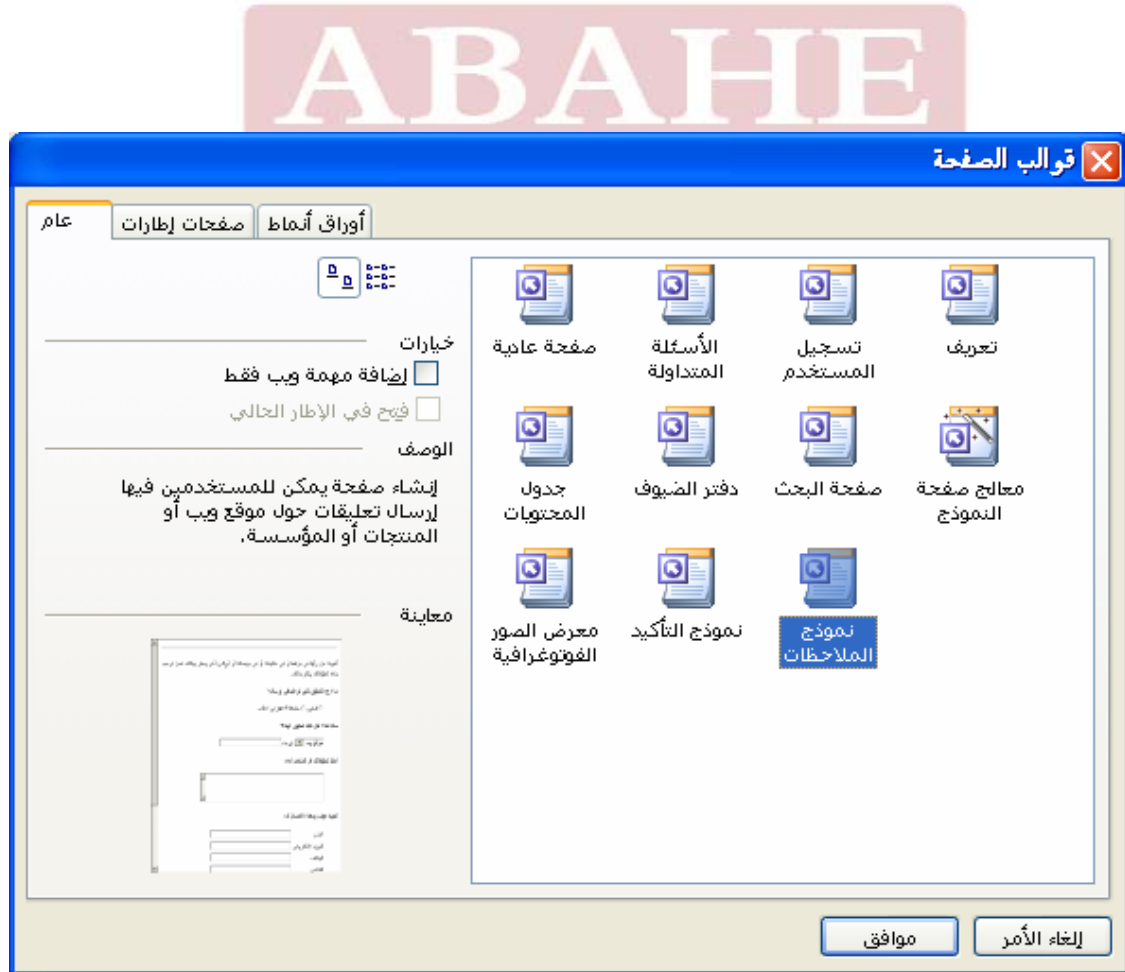 ABAHE
قوالب الصفحة
أوراق أنماط
صفحات إطارات
عام
تعريف
تسجيل
المستخدم
الأسئلة
المتداولة
صفحة عادية
معالج صفحة
النموذج
صفحة البحث
دفتر الضيوف
جدول
المحتويات
نموذج
الملاحظات
نموذج التأكيد
معرض الصور
الفوتوغرافية
خيارات
إضافة مهمة ويب فقط
فتح في الإطار الحالي
الوصف
إنشاء صفحة يمكن للمستخدمين فيها
إرسال تعليقات حول موقع ويب أو
المنتجات أو المؤسسة.
معاينة
إلغاء الأمر
موافق